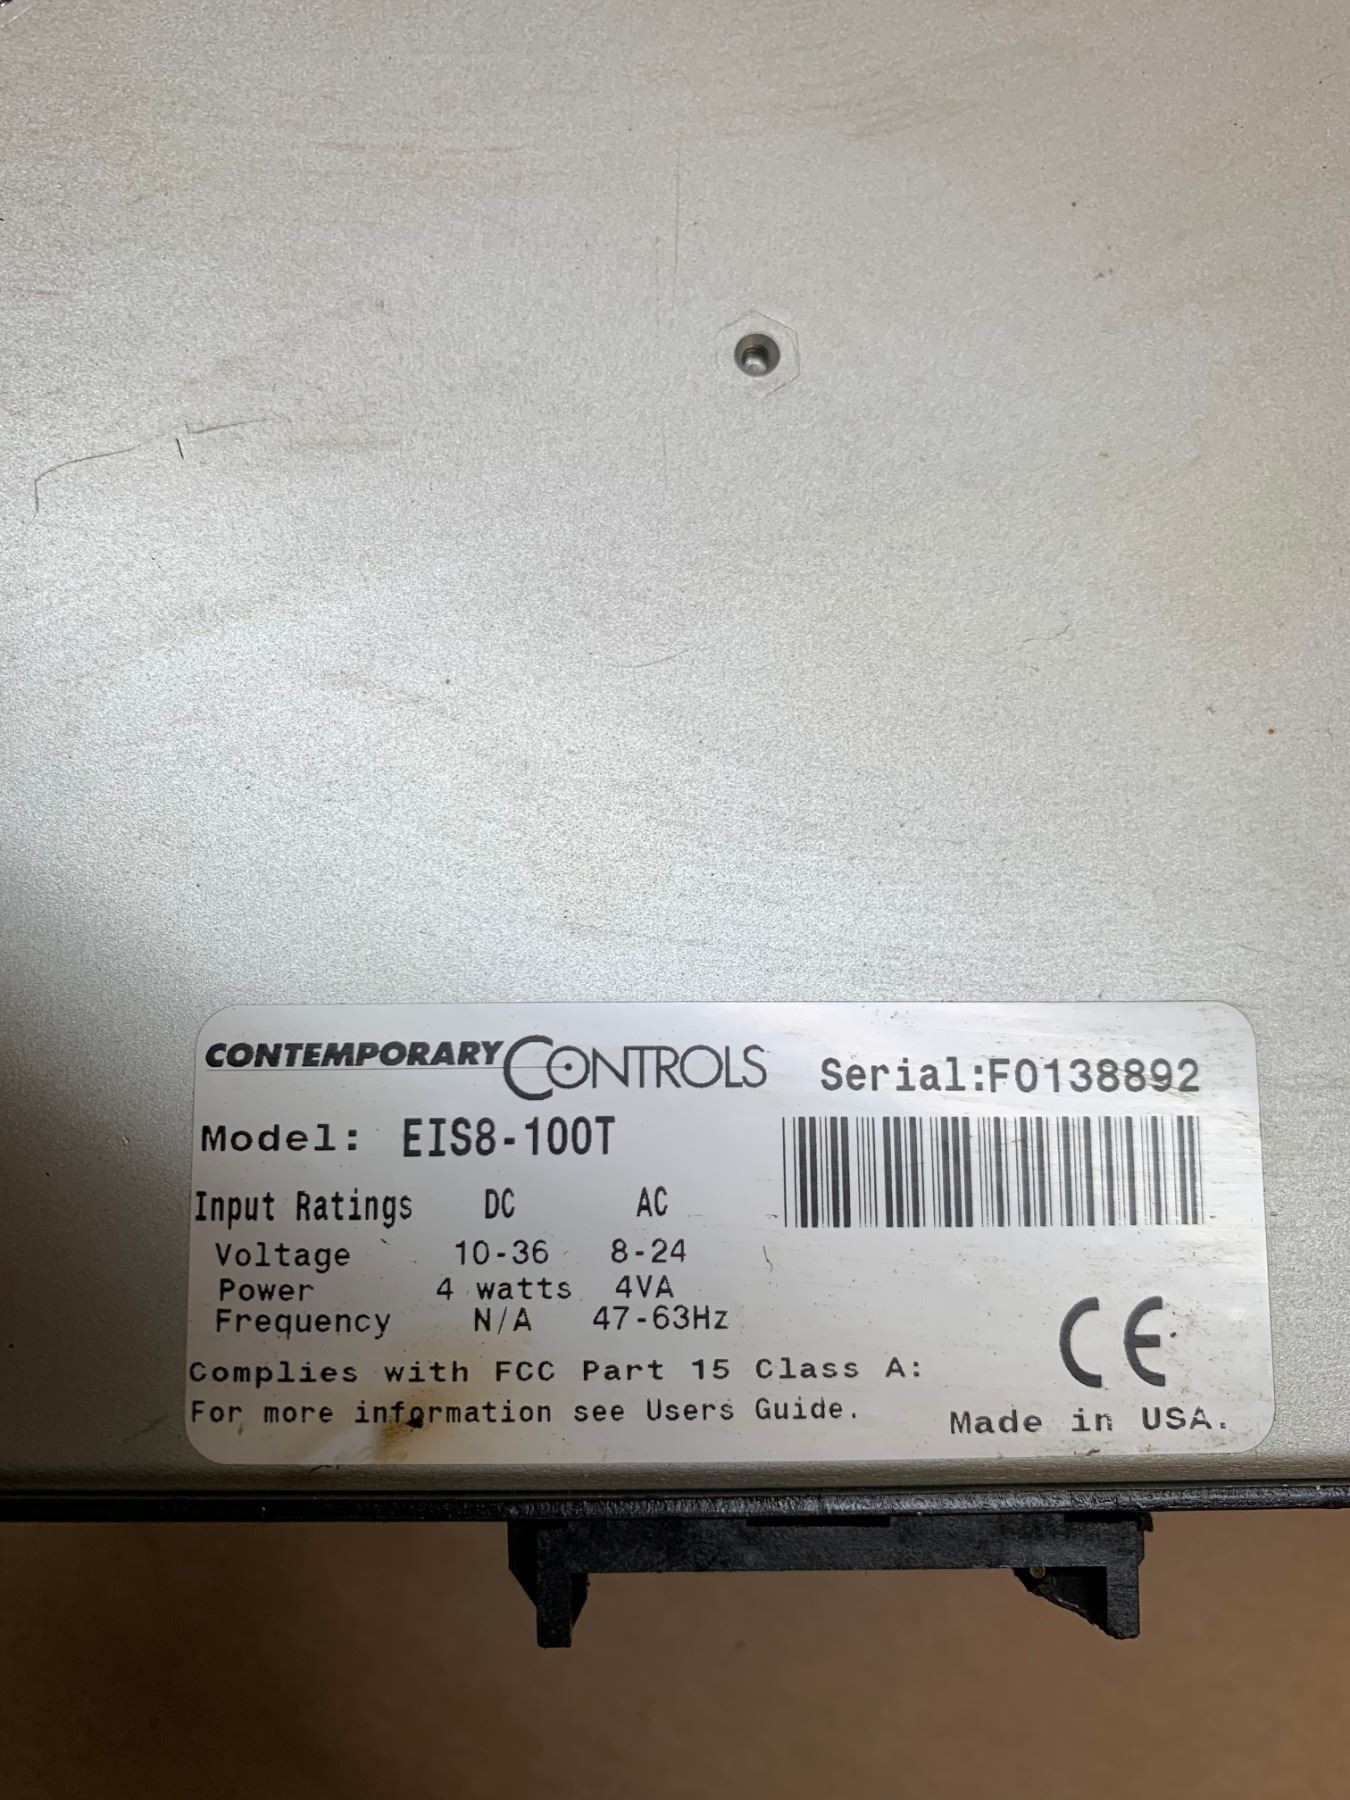 CONTEMPORARY CONTROLS Serial:F0138892
Model: EIS8-100T
Input Ratings DC AC
Voltage 10-36 8-24
Power 4 watts 4VA
Frequency N/A 47-63Hz
CE
Complies with FCC Part 15 Class A:
For more information see Users Guide. Made in USA.